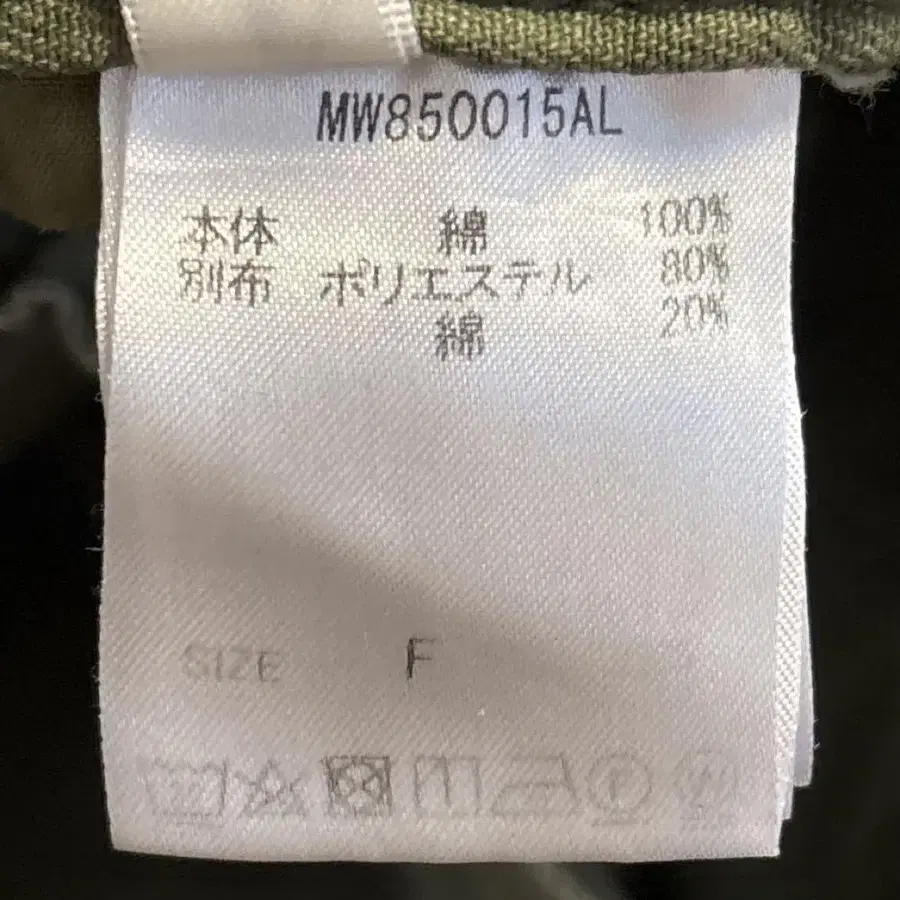 MW850015AL
本体 綿 100%
別布 ポリエステル 80%
綿 20%
SIZE F